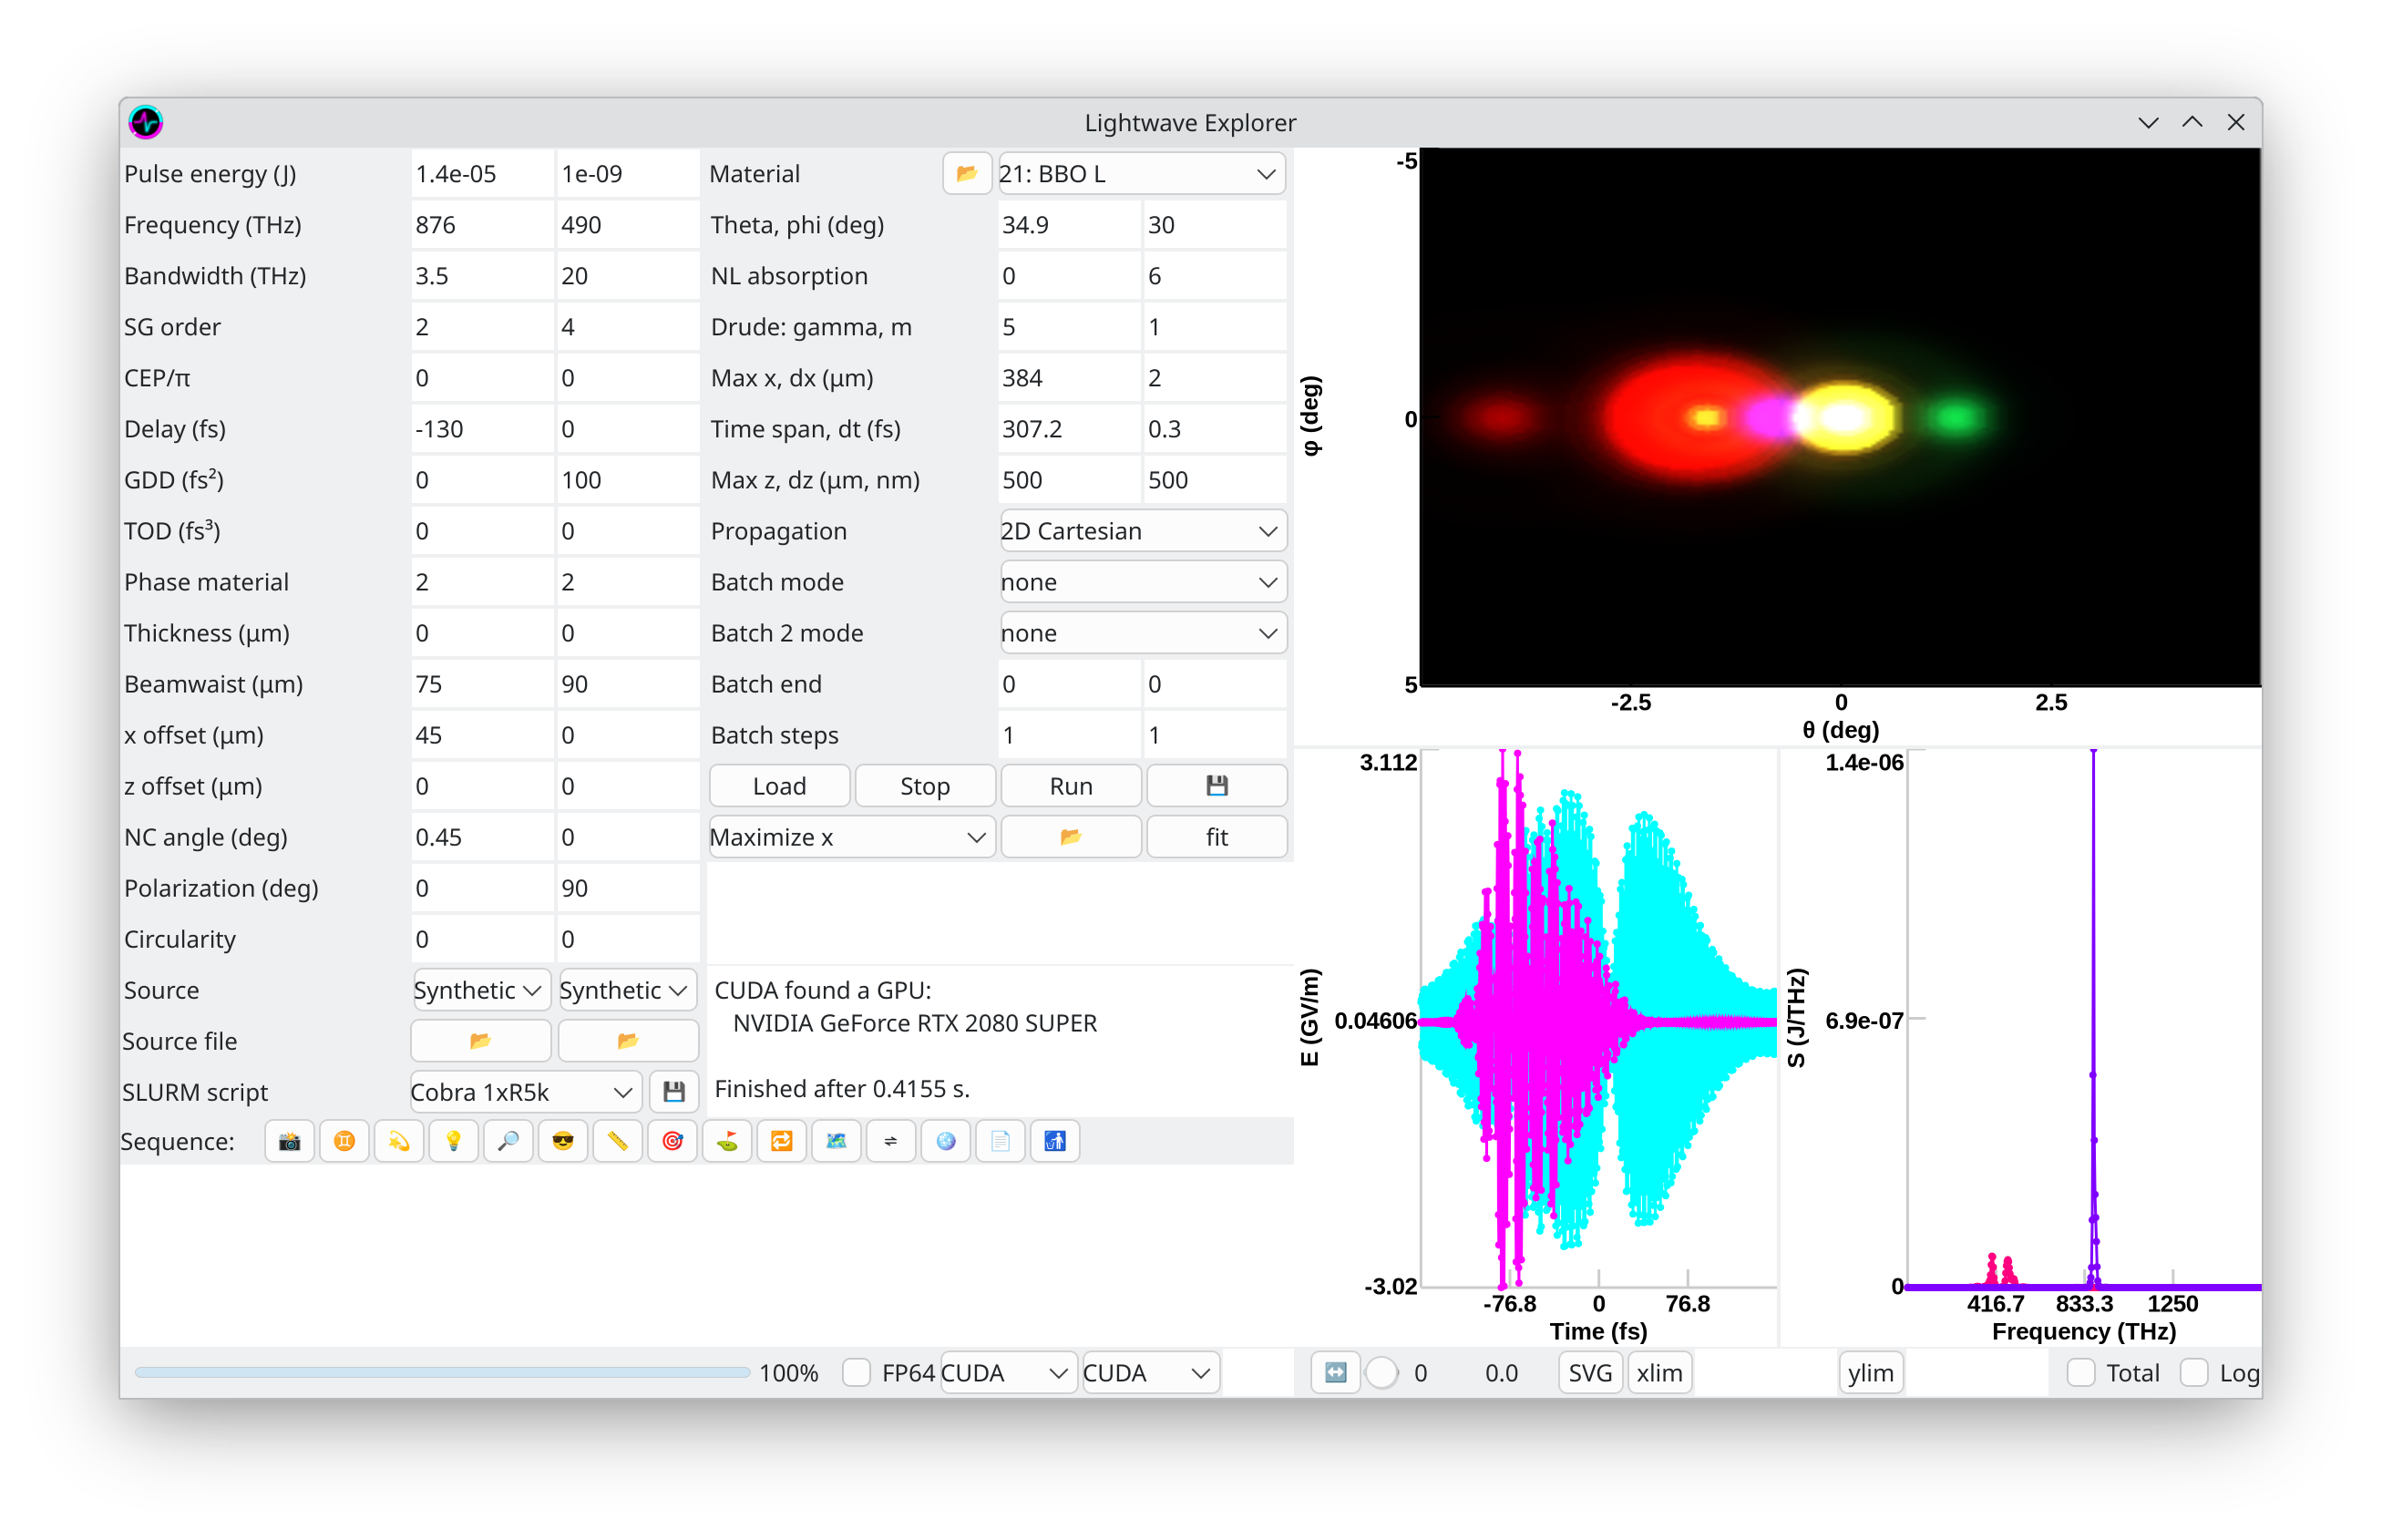 Lightwave Explorer
Pulse energy (J) 1.4e-05 1e-09 Material 21: BBO L
Frequency (THz) 876 490 Theta, phi (deg) 34.9 30
Bandwidth (THz) 3.5 20 NL absorption 0 6
SG order 2 4 Drude: gamma, m 5 1
CEP/π 0 0 Max x, dx (μm) 384 2
Delay (fs) -130 0 Time span, dt (fs) 307.2 0.3
GDD (fs²) 0 100 Max z, dz (μm, nm) 500 500
TOD (fs³) 0 0 Propagation 2D Cartesian
Phase material 2 2 Batch mode none
Thickness (μm) 0 0 Batch 2 mode none
Beamwaist (μm) 75 90 Batch end 0 0
x offset (μm) 45 0 Batch steps 1 1
z offset (μm) 0 0 Load Stop Run
NC angle (deg) 0.45 0 Maximize x fit
Polarization (deg) 0 90
Circularity 0 0
Source Synthetic Synthetic
Source file
SLURM script Cobra 1xR5k
Sequence:
CUDA found a GPU:
NVIDIA GeForce RTX 2080 SUPER
Finished after 0.4155 s.
-5
φ (deg)
0
5
-2.5 0 2.5
θ (deg)
3.112
E (GV/m)
0.04606
-3.02
-76.8 0 76.8
Time (fs)
1.4e-06
S (J/THz)
6.9e-07
0
416.7 833.3 1250
Frequency (THz)
100% FP64 CUDA CUDA 0 0.0 SVG xlim ylim Total Log